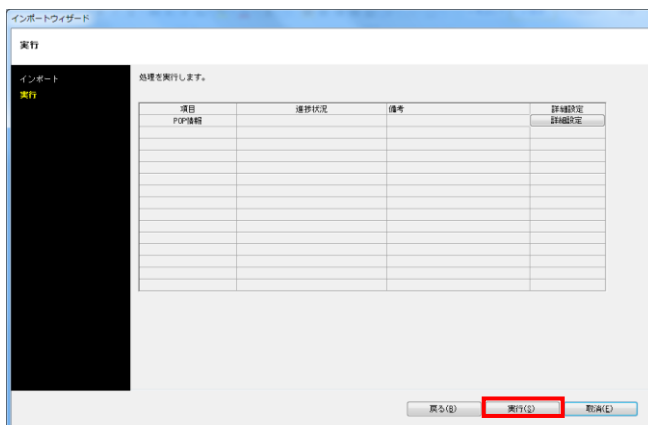 インポートウィザード
実行
インポート
実行
処理を実行します。
項目 進捗状況 備考 詳細設定
POP情報 詳細設定
戻る(B) 実行(S) 取消(E)